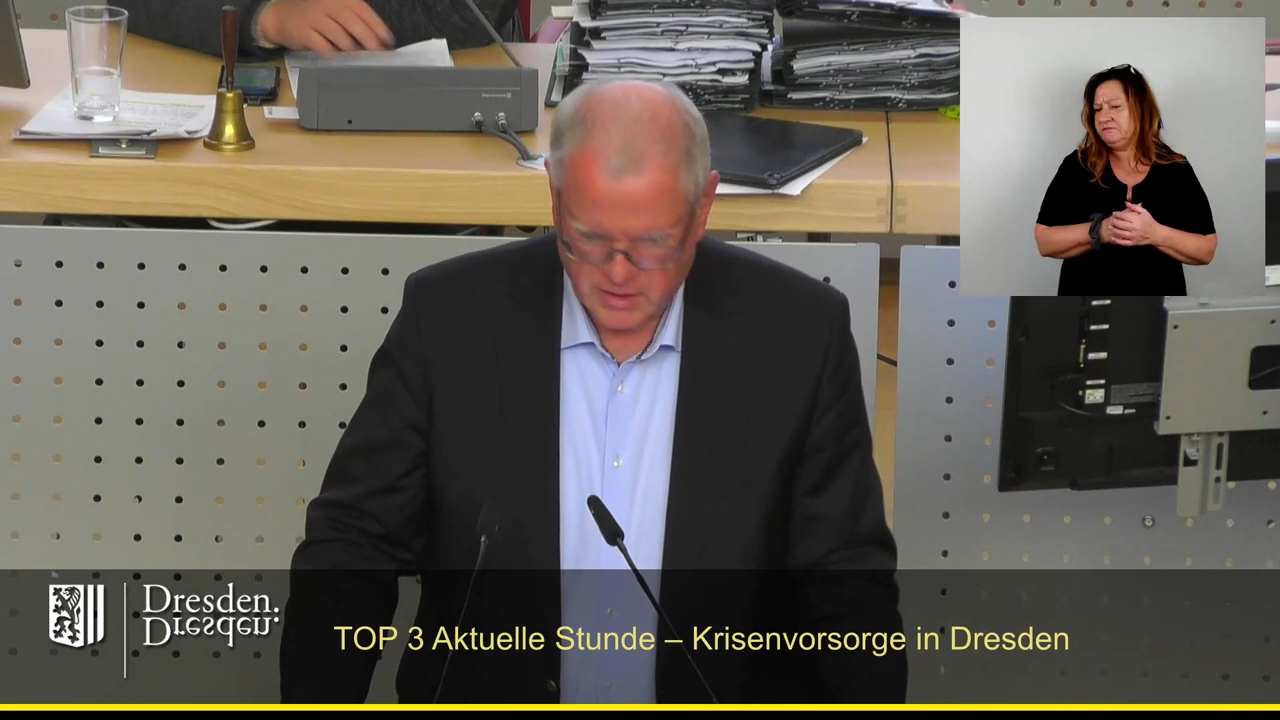 Dresden.
Dresden.
TOP 3 Aktuelle Stunde – Krisenvorsorge in Dresden